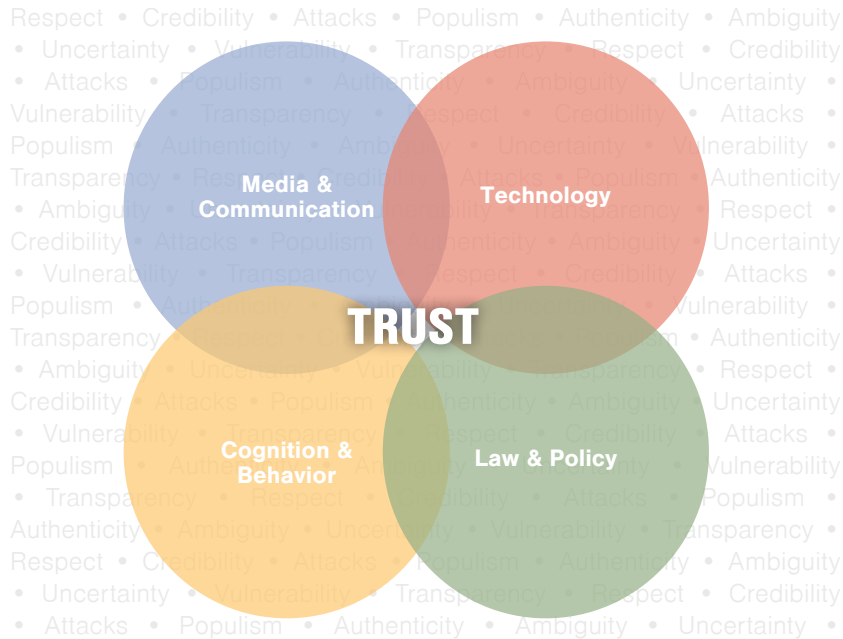 Respect • Credibility • Attacks • Populism • Authenticity • Ambiguity
• Uncertainty • Vulnerability • Transparency • Respect • Credibility
• Attacks • Populism • Authenticity • Ambiguity • Uncertainty •
Vulnerability • Transparency • Respect • Credibility • Attacks •
Populism • Authenticity • Ambiguity • Uncertainty • Vulnerability •
Transparency • Respect • Credibility • Attacks • Populism • Authenticity
• Ambiguity • Uncertainty • Vulnerability • Transparency • Respect •
Credibility • Attacks • Populism • Authenticity • Ambiguity • Uncertainty
• Vulnerability • Transparency • Respect • Credibility • Attacks •
Populism • Authenticity • Ambiguity • Uncertainty • Vulnerability •
Transparency • Respect • Credibility • Attacks • Populism • Authenticity
• Ambiguity • Uncertainty • Vulnerability • Transparency • Respect •
Credibility • Attacks • Populism • Authenticity • Ambiguity • Uncertainty
• Vulnerability • Transparency • Respect • Credibility • Attacks •
Populism • Authenticity • Ambiguity • Uncertainty • Vulnerability
• Transparency • Respect • Credibility • Attacks • Populism •
Authenticity • Ambiguity • Uncertainty • Vulnerability • Transparency •
Respect • Credibility • Attacks • Populism • Authenticity • Ambiguity
• Uncertainty • Vulnerability • Transparency • Respect • Credibility
• Attacks • Populism • Authenticity • Ambiguity • Uncertainty •
Media &
Communication
Technology
TRUST
Cognition &
Behavior
Law & Policy